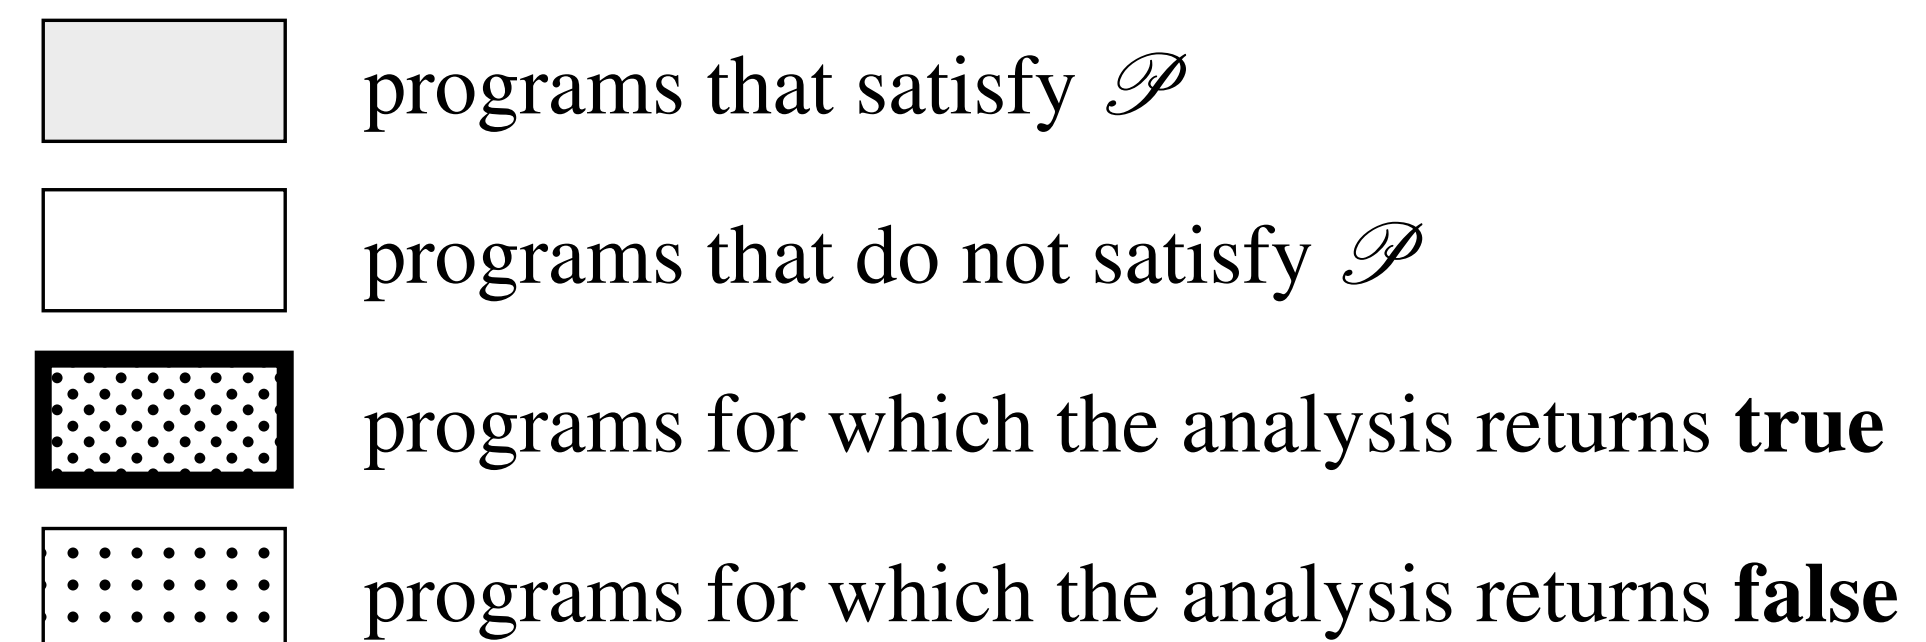 programs that satisfy 𝒫
programs that do not satisfy 𝒫
programs for which the analysis returns true
programs for which the analysis returns false